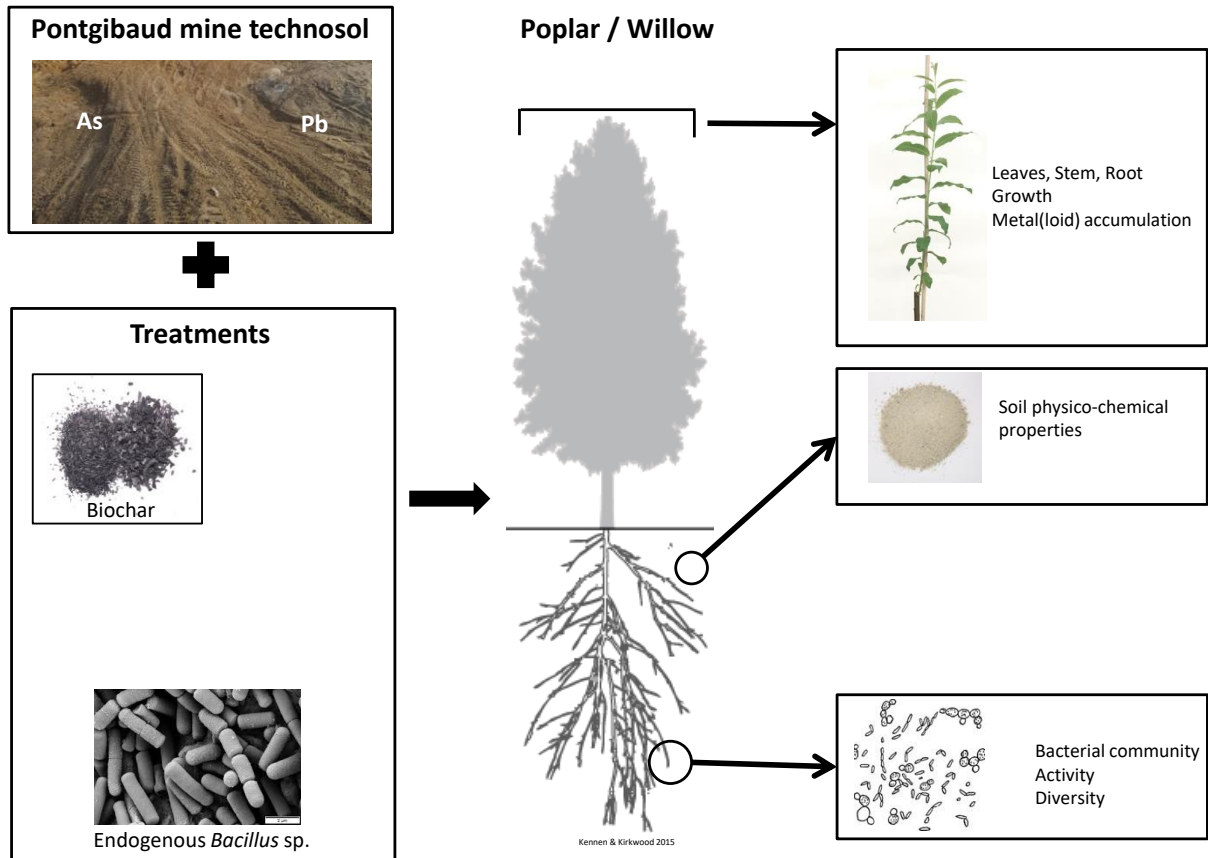 Pontgibaud mine technosol
As
Pb
Treatments
Biochar
Endogenous Bacillus sp.
Poplar / Willow
Kennen & Kirkwood 2015
Leaves, Stem, Root
Growth
Metal(loid) accumulation
Soil physico-chemical
properties
Bacterial community
Activity
Diversity